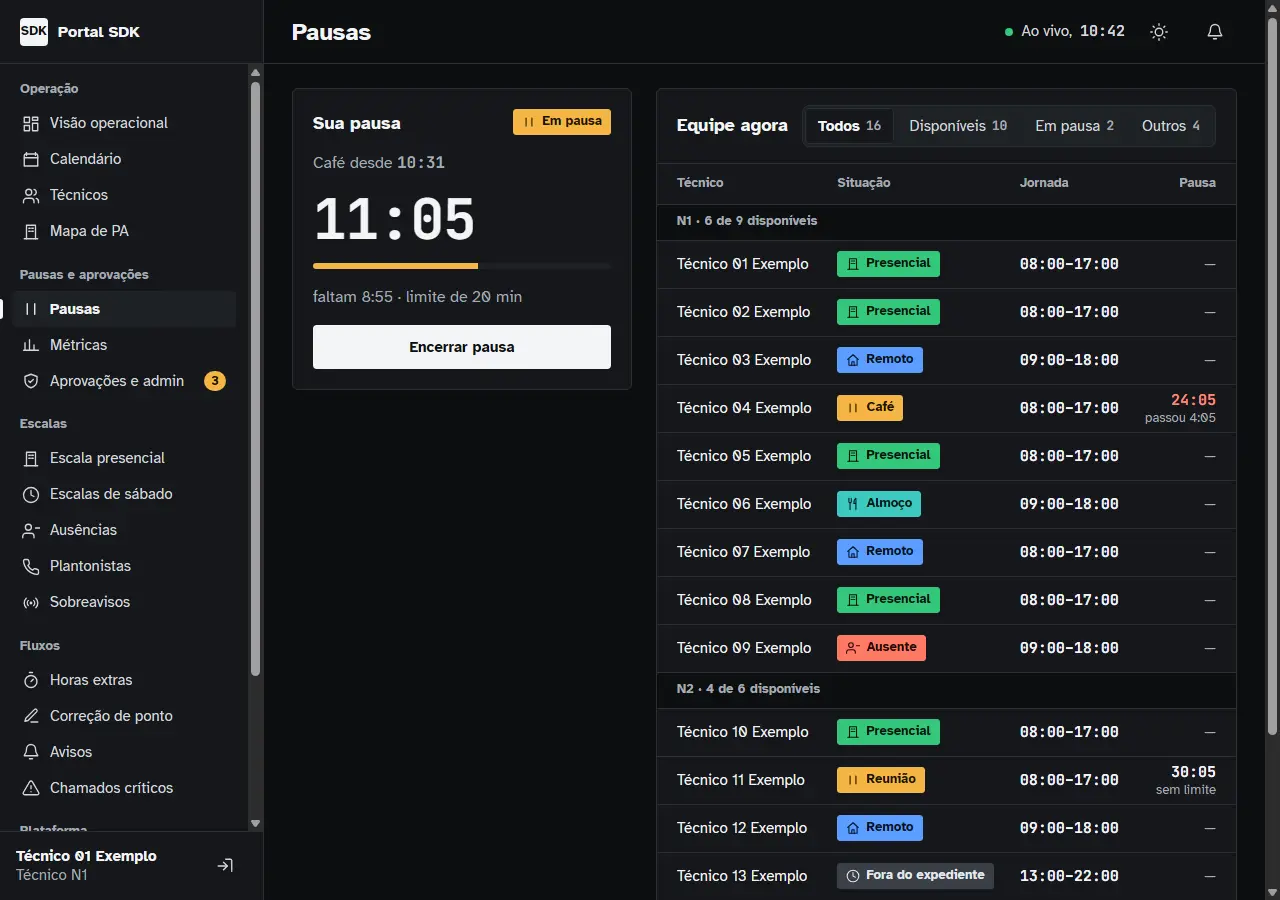 SDK Portal SDK
Operação
Visão operacional
Calendário
Técnicos
Mapa de PA
Pausas e aprovações
Pausas
Métricas
Aprovações e admin 3
Escalas
Escala presencial
Escalas de sábado
Ausências
Plantonistas
Sobreavisos
Fluxos
Horas extras
Correção de ponto
Avisos
Chamados críticos
Plataforma
Técnico 01 Exemplo
Técnico N1
Pausas
Ao vivo, 10:42
Sua pausa Em pausa
Café desde 10:31
11:05
faltam 8:55 · limite de 20 min
Encerrar pausa
Equipe agora Todos 16 Disponíveis 10 Em pausa 2 Outros 4
Técnico Situação Jornada Pausa
N1 · 6 de 9 disponíveis
Técnico 01 Exemplo Presencial 08:00–17:00 —
Técnico 02 Exemplo Presencial 08:00–17:00 —
Técnico 03 Exemplo Remoto 09:00–18:00 —
Técnico 04 Exemplo Café 08:00–17:00 24:05
passou 4:05
Técnico 05 Exemplo Presencial 08:00–17:00 —
Técnico 06 Exemplo Almoço 09:00–18:00 —
Técnico 07 Exemplo Remoto 08:00–17:00 —
Técnico 08 Exemplo Presencial 08:00–17:00 —
Técnico 09 Exemplo Ausente 09:00–18:00 —
N2 · 4 de 6 disponíveis
Técnico 10 Exemplo Presencial 08:00–17:00 —
Técnico 11 Exemplo Reunião 08:00–17:00 30:05
sem limite
Técnico 12 Exemplo Remoto 09:00–18:00 —
Técnico 13 Exemplo Fora do expediente 13:00–22:00 —